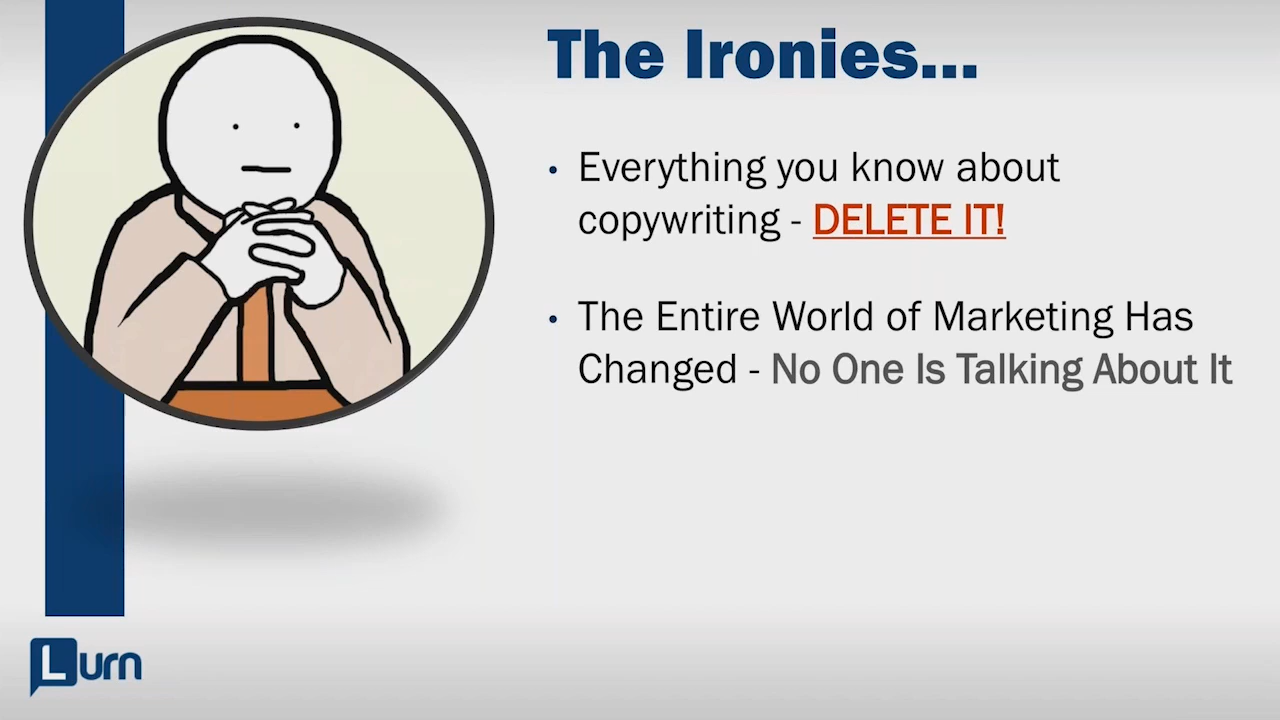 The Ironies...
• Everything you know about
copywriting - DELETE IT!
• The Entire World of Marketing Has
Changed - No One Is Talking About It
Lurn